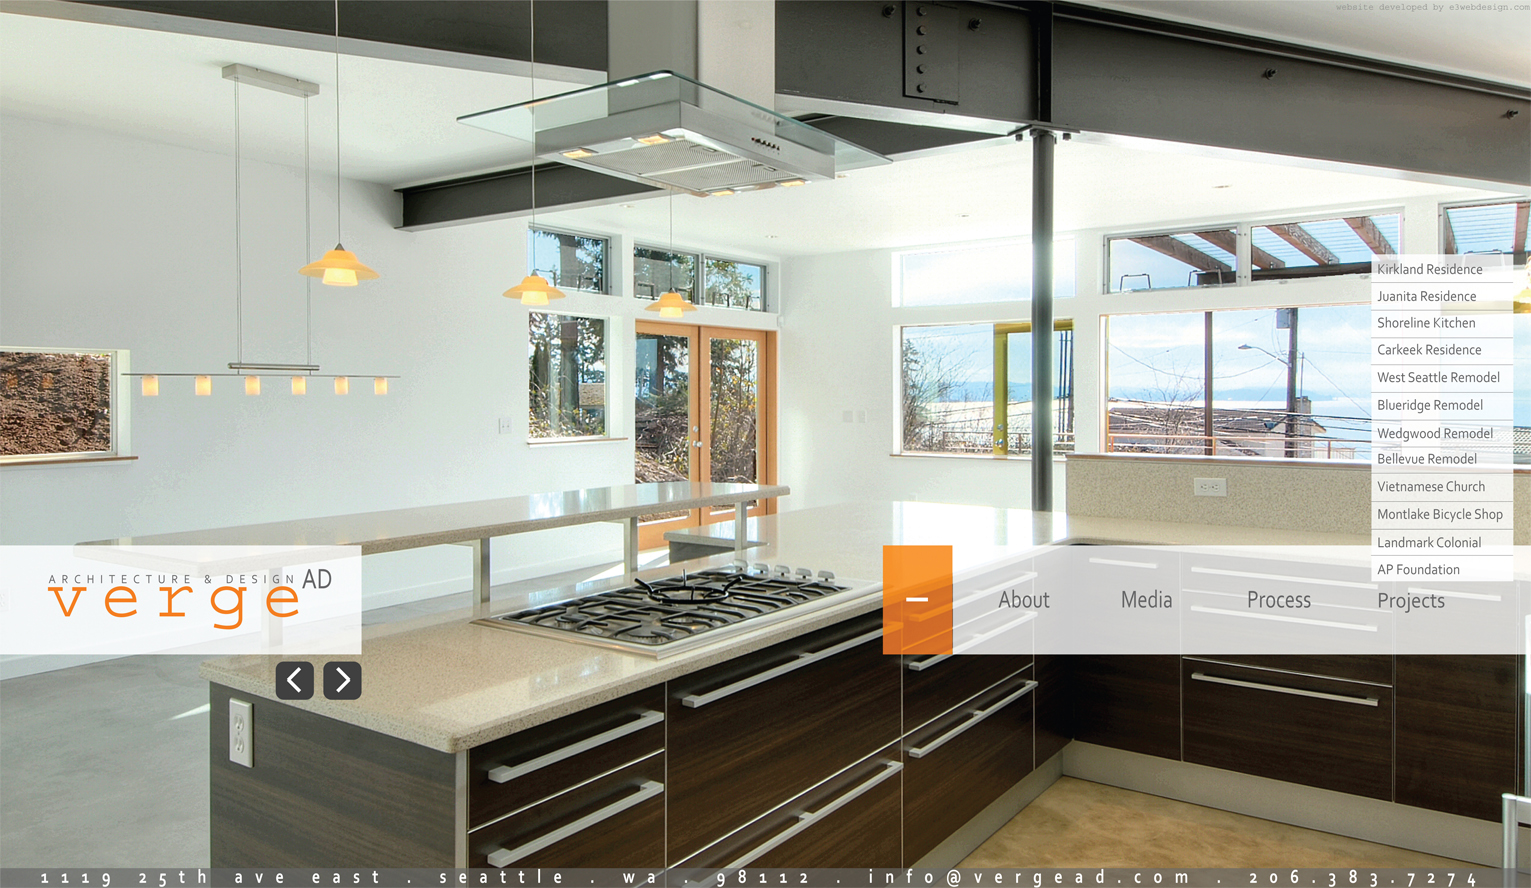 website developed by e3webdesign.com
Kirkland Residence
Juanita Residence
Shoreline Kitchen
Carkeek Residence
West Seattle Remodel
Blueridge Remodel
Wedgwood Remodel
Bellevue Remodel
Vietnamese Church
Montlake Bicycle Shop
Landmark Colonial
AP Foundation
ARCHITECTURE & DESIGN AD
verge
About Media Process Projects
1119 25th ave east . seattle . wa . 98112 . info@vergead.com . 206.383.7274